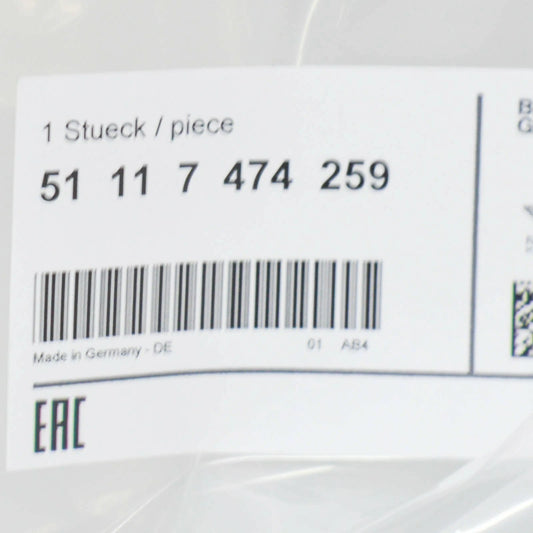 1 Stueck / piece
51 11 7 474 259
Made in Germany - DE 01 AB4
EAC
B
G